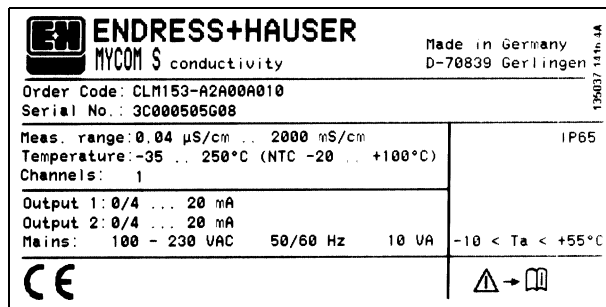 E+H ENDRESS+HAUSER
MYCOM S conductivity
Made in Germany
D-70839 Gerlingen
Order Code: CLM153-A2A00A010
Serial No.: 3C000505G08
Meas. range:0,04 µS/cm .. 2000 mS/cm
Temperature:-35 .. 250°C (NTC -20 .. +100°C)
Channels: 1
IP65
Output 1:0/4 ... 20 mA
Output 2:0/4 ... 20 mA
Mains: 100 - 230 VAC 50/60 Hz 10 VA
-10 < Ta < +55°C
CE
135037 141h 4A